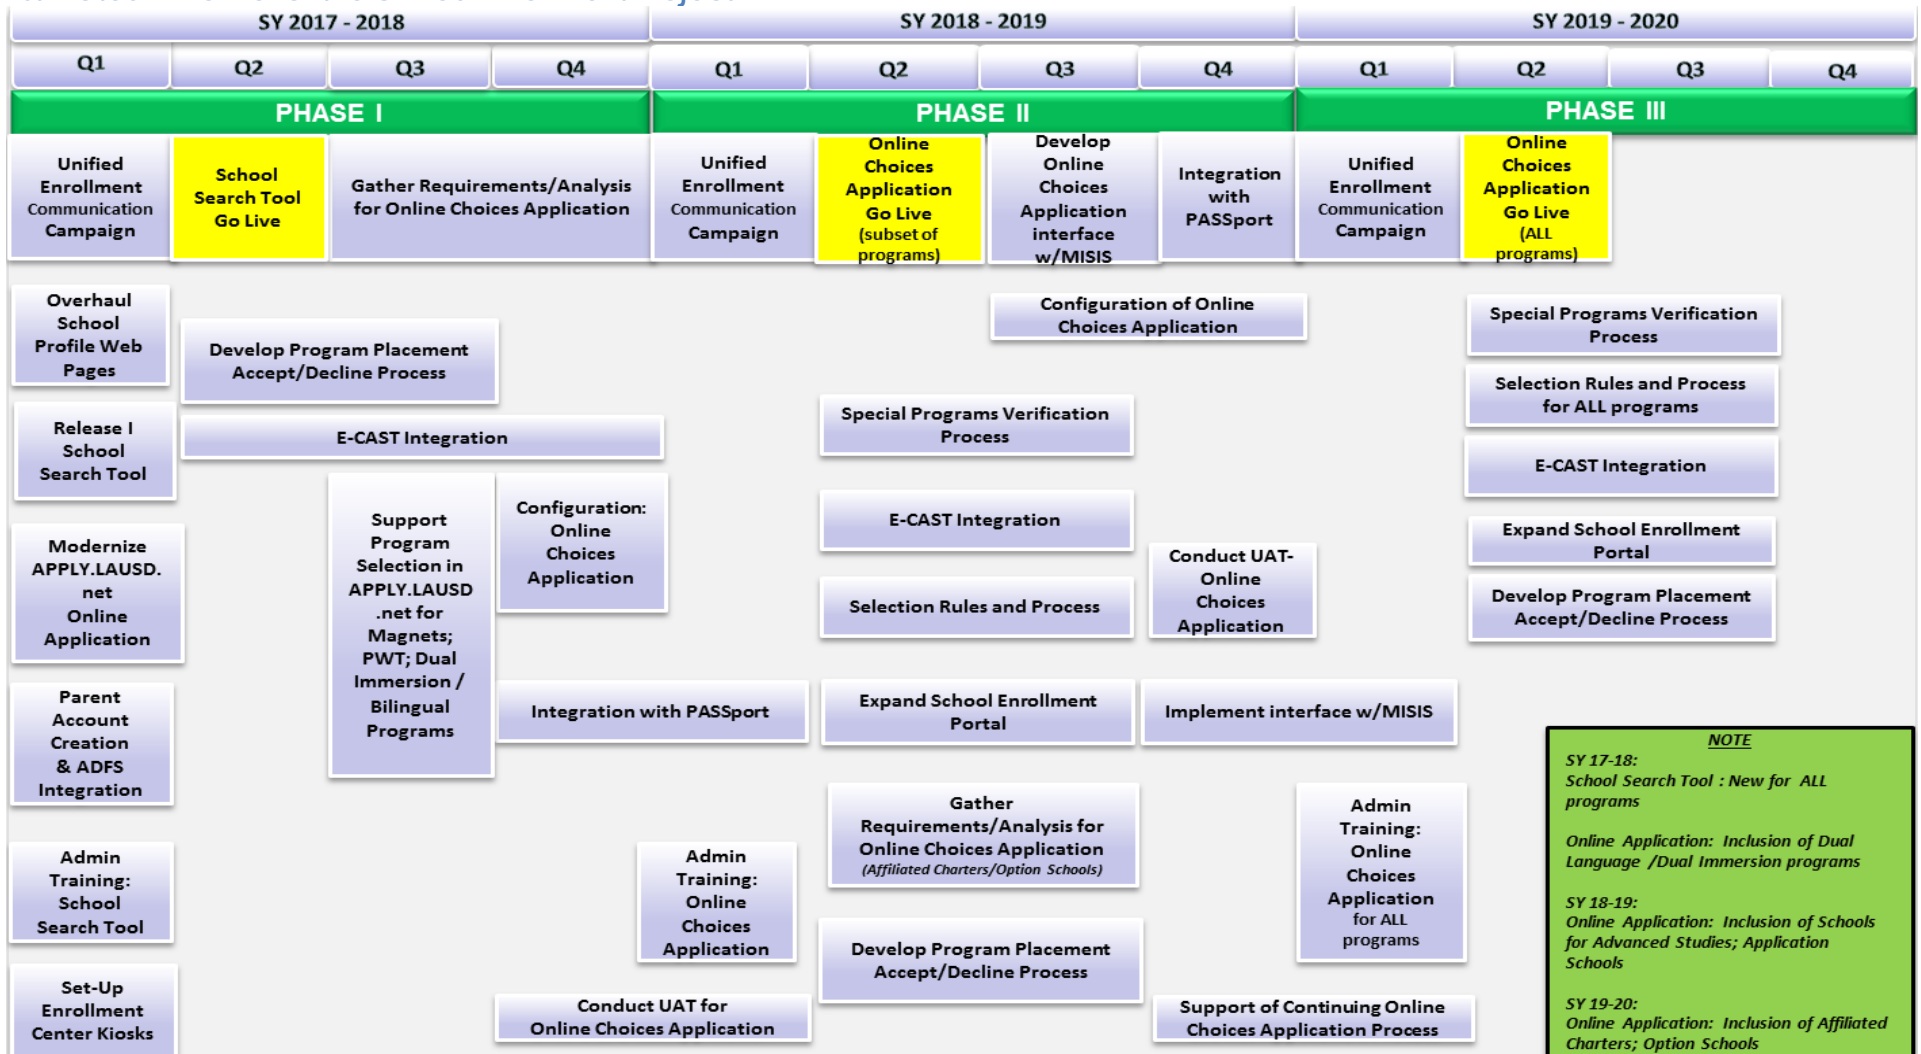 SY 2017 - 2018
SY 2018 - 2019
SY 2019 - 2020
Q1
Q2
Q3
Q4
Q1
Q2
Q3
Q4
Q1
Q2
Q3
Q4
PHASE I
PHASE II
PHASE III
Unified
Enrollment
Communication
Campaign
School
Search Tool
Go Live
Gather Requirements/Analysis
for Online Choices Application
Unified
Enrollment
Communication
Campaign
Online
Choices
Application
Go Live
(subset of
programs)
Develop
Online
Choices
Application
interface
w/MISIS
Integration
with
PASSport
Unified
Enrollment
Communication
Campaign
Online
Choices
Application
Go Live
(ALL
programs)
Overhaul
School
Profile Web
Pages
Develop Program Placement
Accept/Decline Process
Configuration of Online
Choices Application
Special Programs Verification
Process
Release I
School
Search Tool
E-CAST Integration
Special Programs Verification
Process
Selection Rules and Process
for ALL programs
Modernize
APPLY.LAUSD.
net
Online
Application
Support
Program
Selection in
APPLY.LAUSD
.net for
Magnets;
PWT; Dual
Immersion /
Bilingual
Programs
Configuration:
Online
Choices
Application
E-CAST Integration
E-CAST Integration
Conduct UAT-
Online
Choices
Application
Expand School Enrollment
Portal
Selection Rules and Process
Develop Program Placement
Accept/Decline Process
Parent
Account
Creation
& ADFS
Integration
Integration with PASSport
Expand School Enrollment
Portal
Implement interface w/MISIS
Gather
Requirements/Analysis for
Online Choices Application
(Affiliated Charters/Option Schools)
Admin
Training:
Online
Choices
Application
for ALL
programs
Admin
Training:
School
Search Tool
Admin
Training:
Online
Choices
Application
Develop Program Placement
Accept/Decline Process
Set-Up
Enrollment
Center Kiosks
Conduct UAT for
Online Choices Application
Support of Continuing Online
Choices Application Process
NOTE
SY 17-18:
School Search Tool : New for ALL
programs
Online Application: Inclusion of Dual
Language /Dual Immersion programs
SY 18-19:
Online Application: Inclusion of Schools
for Advanced Studies; Application
Schools
SY 19-20:
Online Application: Inclusion of Affiliated
Charters; Option Schools